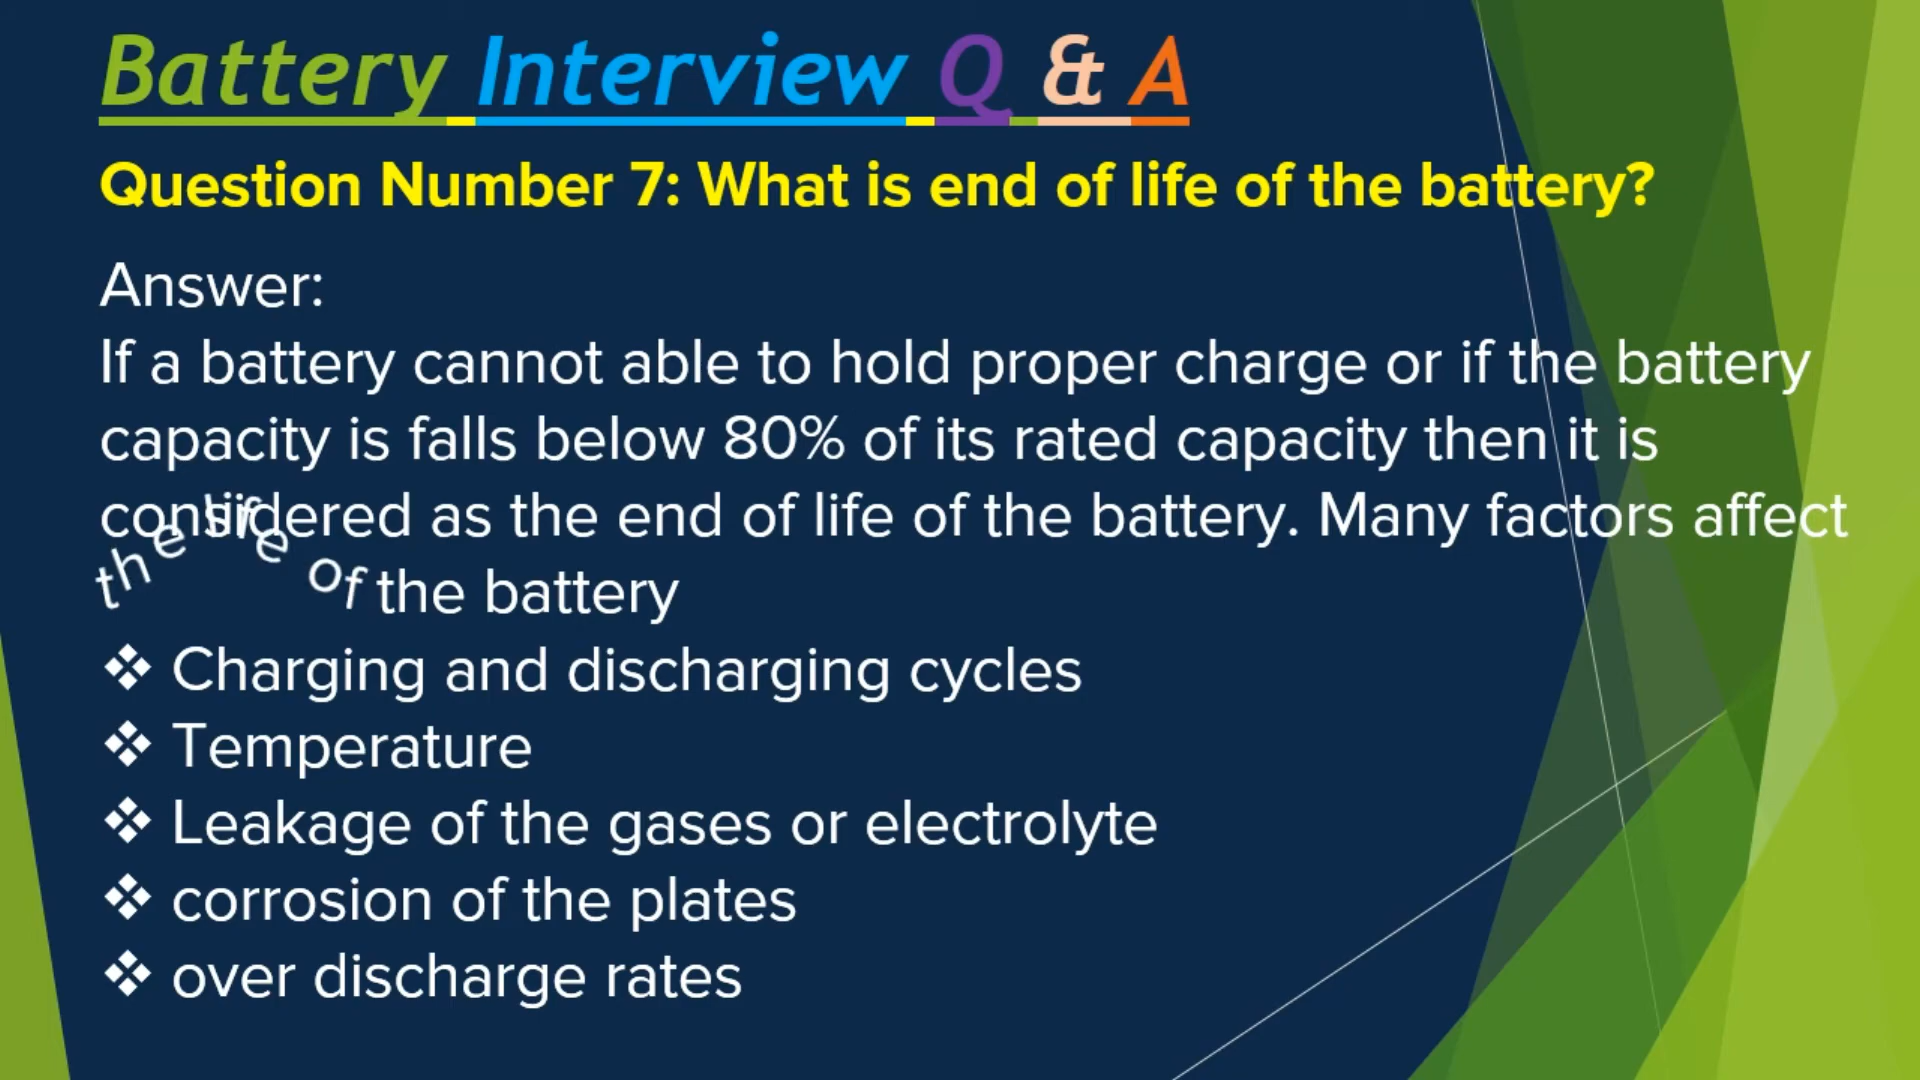 Battery Interview Q & A
Question Number 7: What is end of life of the battery?
Answer:
If a battery cannot able to hold proper charge or if the battery
capacity is falls below 80% of its rated capacity then it is
considered as the end of life of the battery. Many factors affect
the life of the battery
❖ Charging and discharging cycles
❖ Temperature
❖ Leakage of the gases or electrolyte
❖ corrosion of the plates
❖ over discharge rates